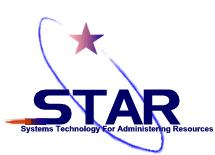 STAR
Systems Technology For Administering Resources